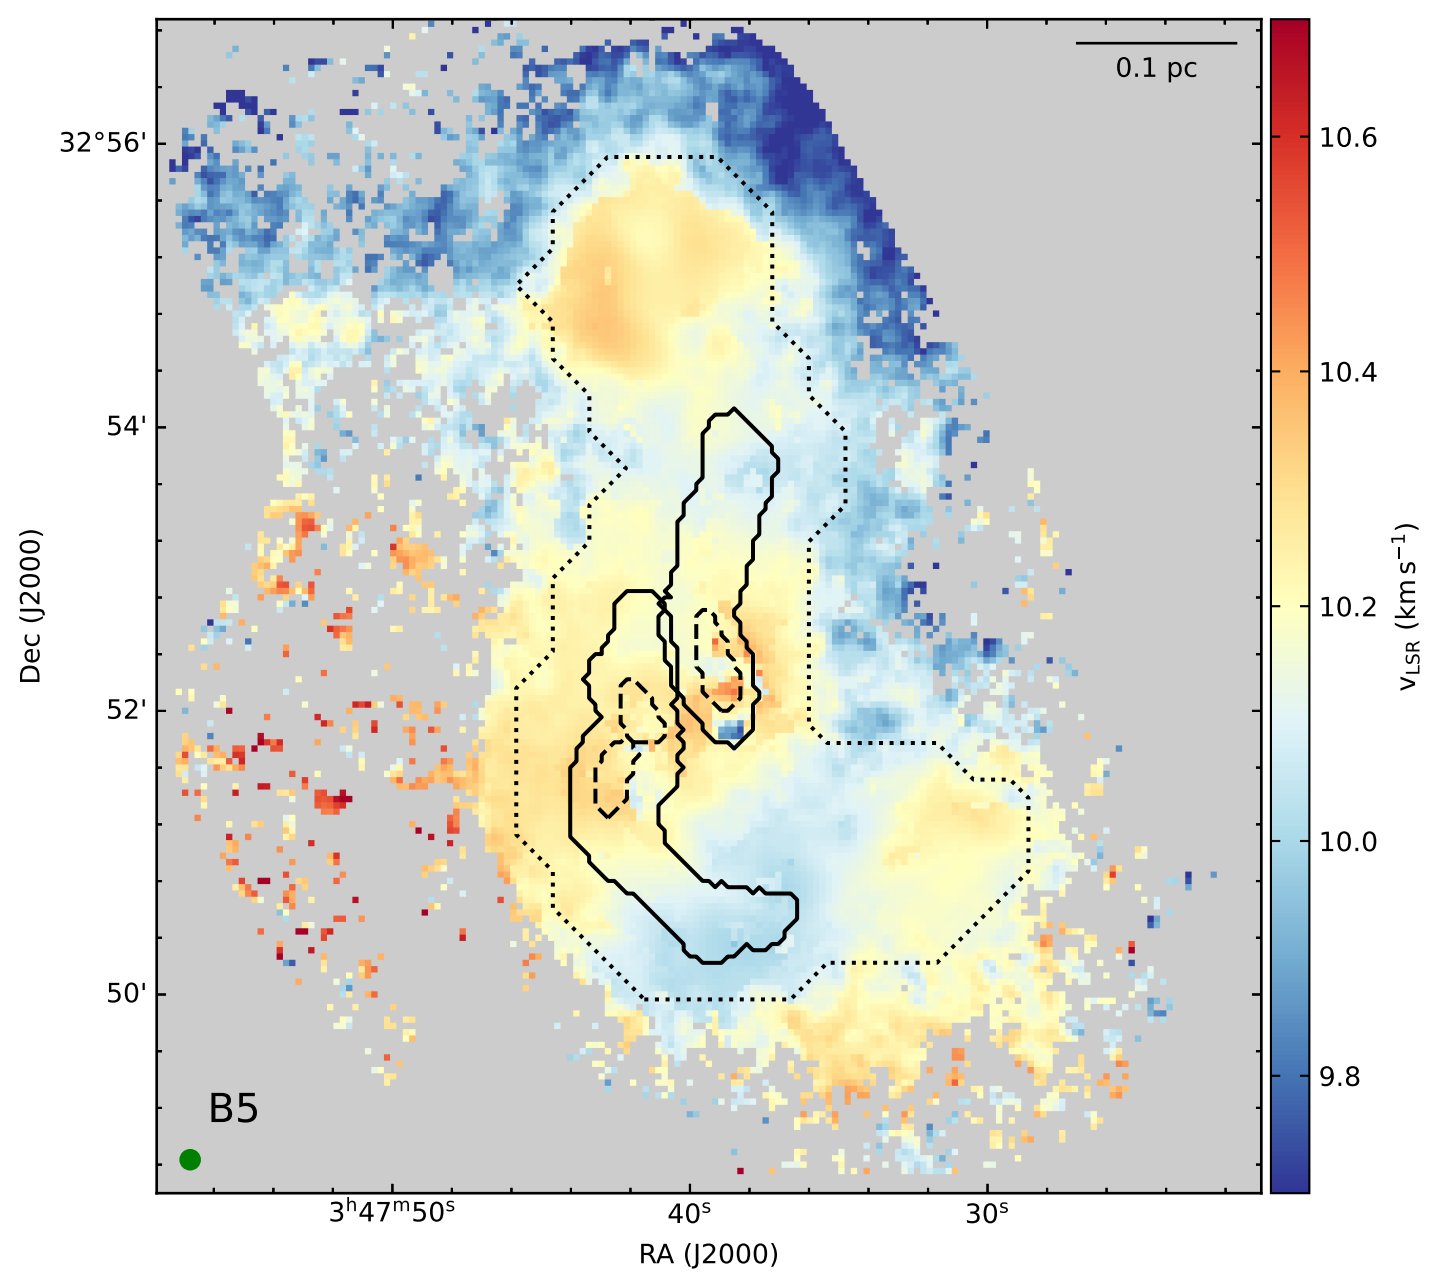 0.1 pc
32°56'
54'
52'
50'
Dec (J2000)
B5
3ʰ47ᵐ50ˢ
40ˢ
30ˢ
RA (J2000)
10.6
10.4
10.2
10.0
9.8
v_LSR (km s⁻¹)